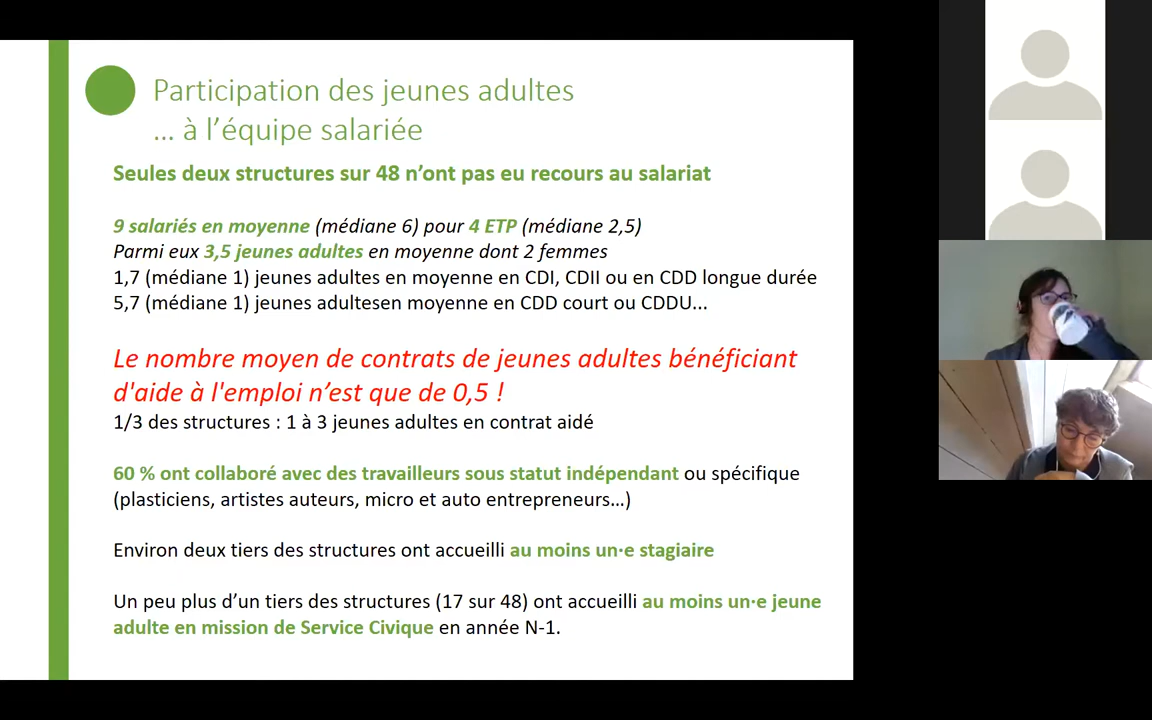 Participation des jeunes adultes
… à l’équipe salariée
Seules deux structures sur 48 n’ont pas eu recours au salariat
9 salariés en moyenne (médiane 6) pour 4 ETP (médiane 2,5)
Parmi eux 3,5 jeunes adultes en moyenne dont 2 femmes
1,7 (médiane 1) jeunes adultes en moyenne en CDI, CDII ou en CDD longue durée
5,7 (médiane 1) jeunes adultesen moyenne en CDD court ou CDDU...
Le nombre moyen de contrats de jeunes adultes bénéficiant
d'aide à l'emploi n’est que de 0,5 !
1/3 des structures : 1 à 3 jeunes adultes en contrat aidé
60 % ont collaboré avec des travailleurs sous statut indépendant ou spécifique
(plasticiens, artistes auteurs, micro et auto entrepreneurs…)
Environ deux tiers des structures ont accueilli au moins un·e stagiaire
Un peu plus d’un tiers des structures (17 sur 48) ont accueilli au moins un·e jeune
adulte en mission de Service Civique en année N-1.